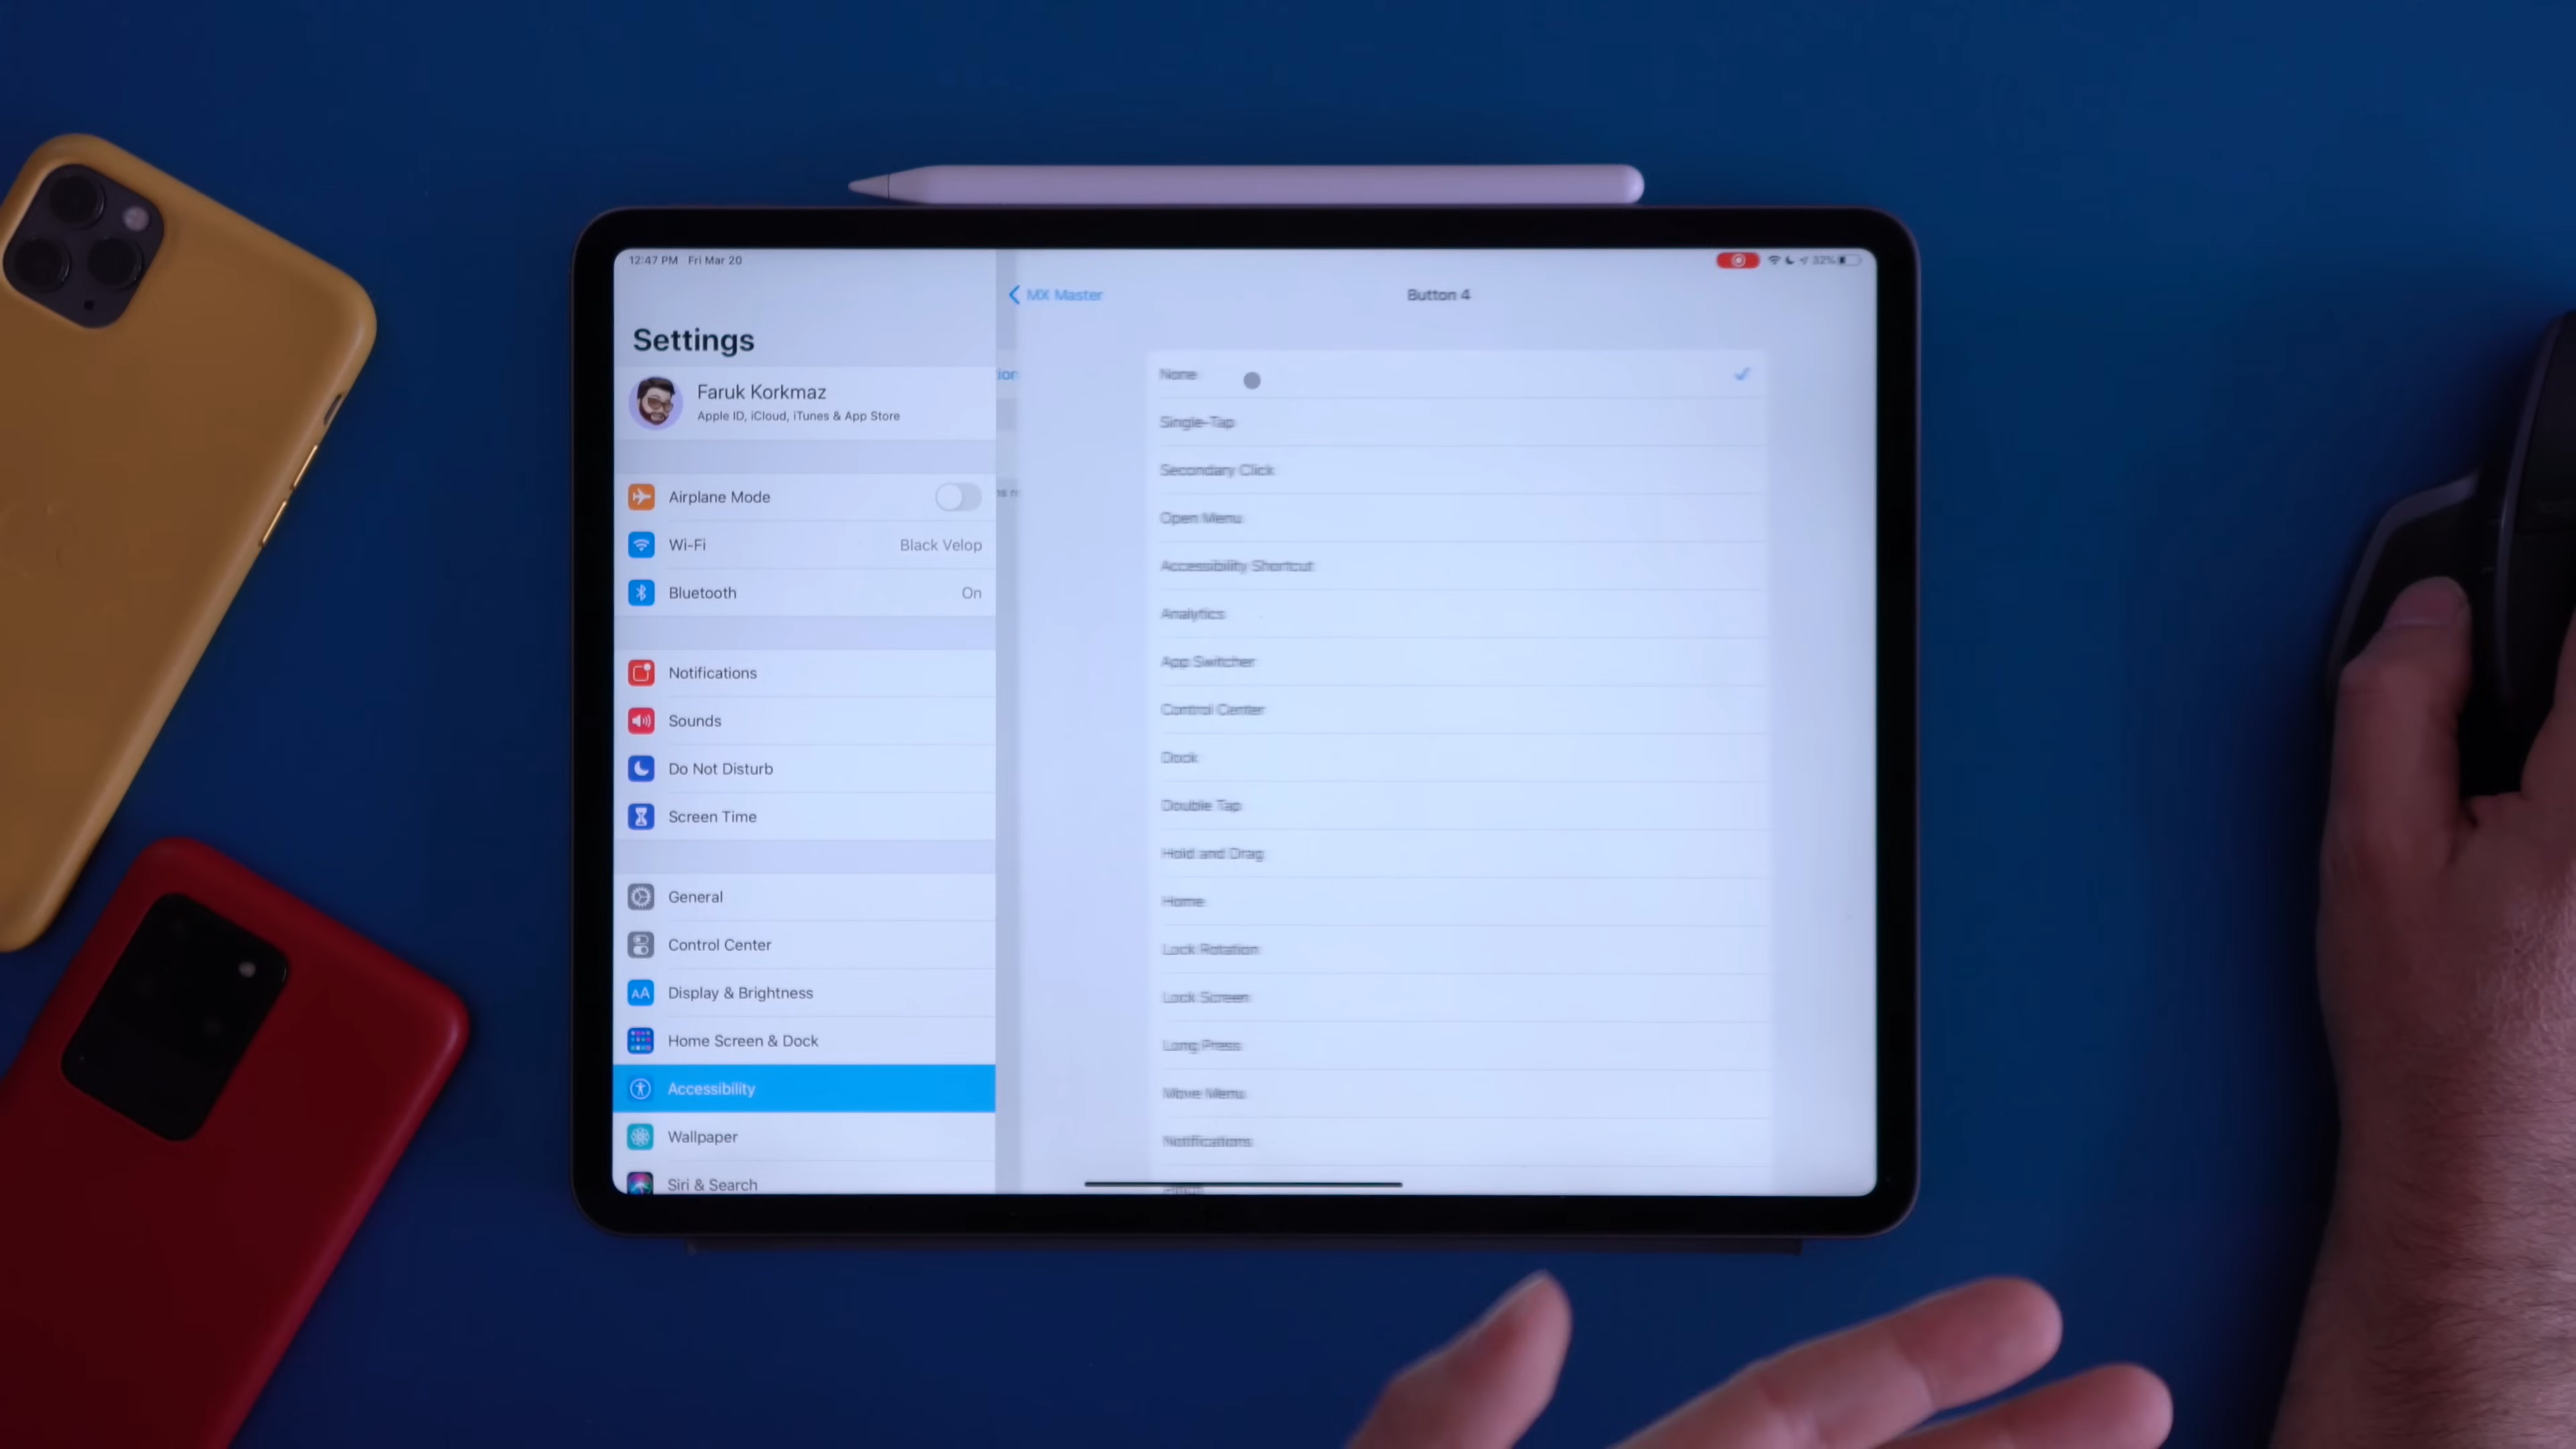 12:47 PM Fri Mar 20
32%
Settings
Faruk Korkmaz
Apple ID, iCloud, iTunes & App Store
Airplane Mode
Wi-Fi Black Velop
Bluetooth On
Notifications
Sounds
Do Not Disturb
Screen Time
General
Control Center
AA Display & Brightness
Home Screen & Dock
Accessibility
Wallpaper
Siri & Search
MX Master
Button 4
None
Single-Tap
Secondary Click
Open Menu
Accessibility Shortcut
Analytics
App Switcher
Control Center
Dock
Double Tap
Hold and Drag
Home
Lock Rotation
Lock Screen
Long Press
Move Menu
Notifications